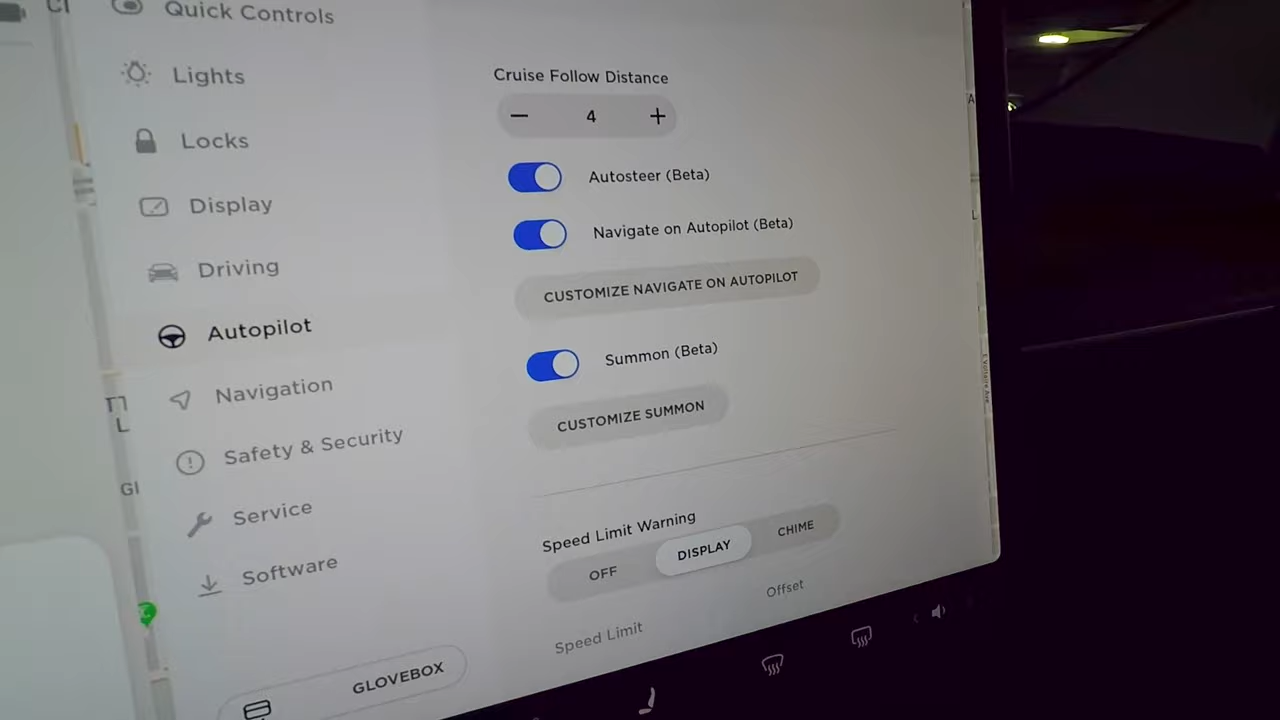 Quick Controls
Lights
Locks
Display
Driving
Autopilot
Navigation
Safety & Security
Service
Software
GLOVEBOX
Cruise Follow Distance
− 4 +
Autosteer (Beta)
Navigate on Autopilot (Beta)
CUSTOMIZE NAVIGATE ON AUTOPILOT
Summon (Beta)
CUSTOMIZE SUMMON
Speed Limit Warning
OFF DISPLAY CHIME
Speed Limit Offset